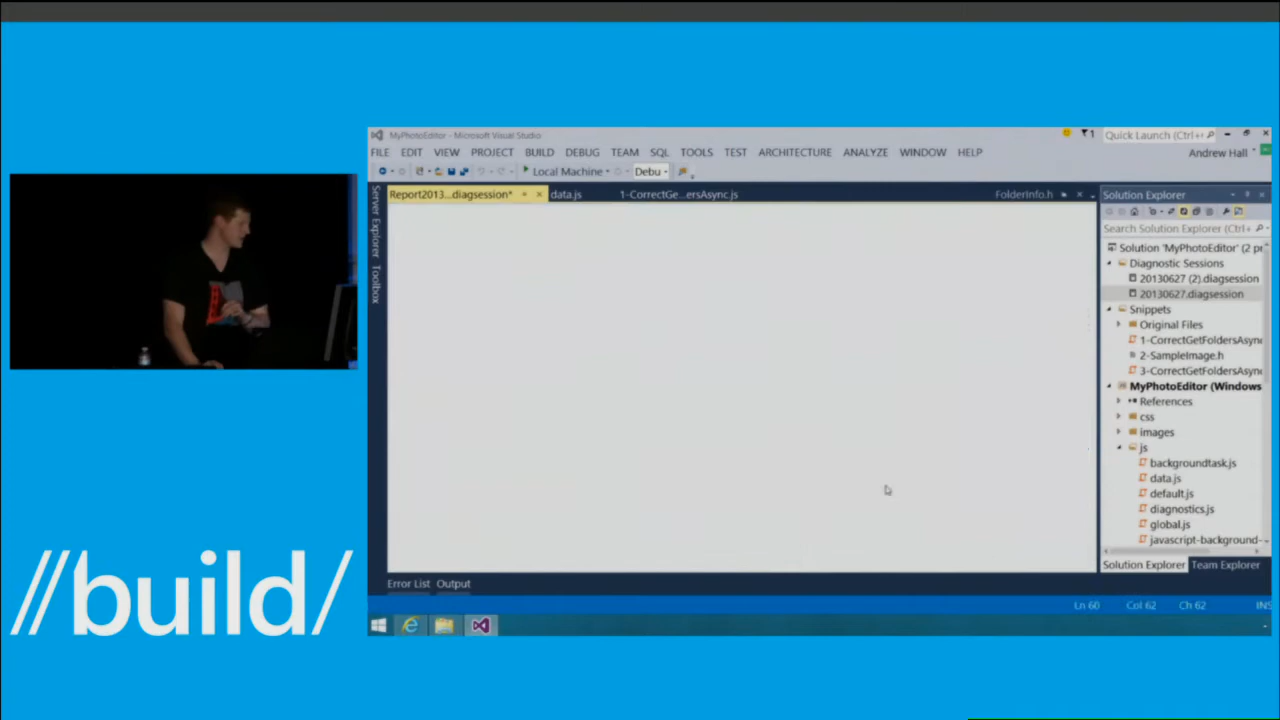 MyPhotoEditor - Microsoft Visual Studio
1
Quick Launch (Ctrl+
FILE EDIT VIEW PROJECT BUILD DEBUG TEAM SQL TOOLS TEST ARCHITECTURE ANALYZE WINDOW HELP
Andrew Hall
Local Machine
Debu
Server Explorer
Toolbox
Report2013...diagsession*
data.js
1-CorrectGe...ersAsync.js
FolderInfo.h
Solution Explorer
Search Solution Explorer (Ctrl+
Solution 'MyPhotoEditor' (2 pr
Diagnostic Sessions
20130627 (2).diagsession
20130627.diagsession
Snippets
Original Files
1-CorrectGetFoldersAsync
2-SampleImage.h
3-CorrectGetFoldersAsync
MyPhotoEditor (Windows
References
css
images
js
backgroundtask.js
data.js
default.js
diagnostics.js
global.js
javascript-background-
Solution Explorer Team Explorer
Error List Output
Ln 60 Col 62 Ch 62 INS
//build/